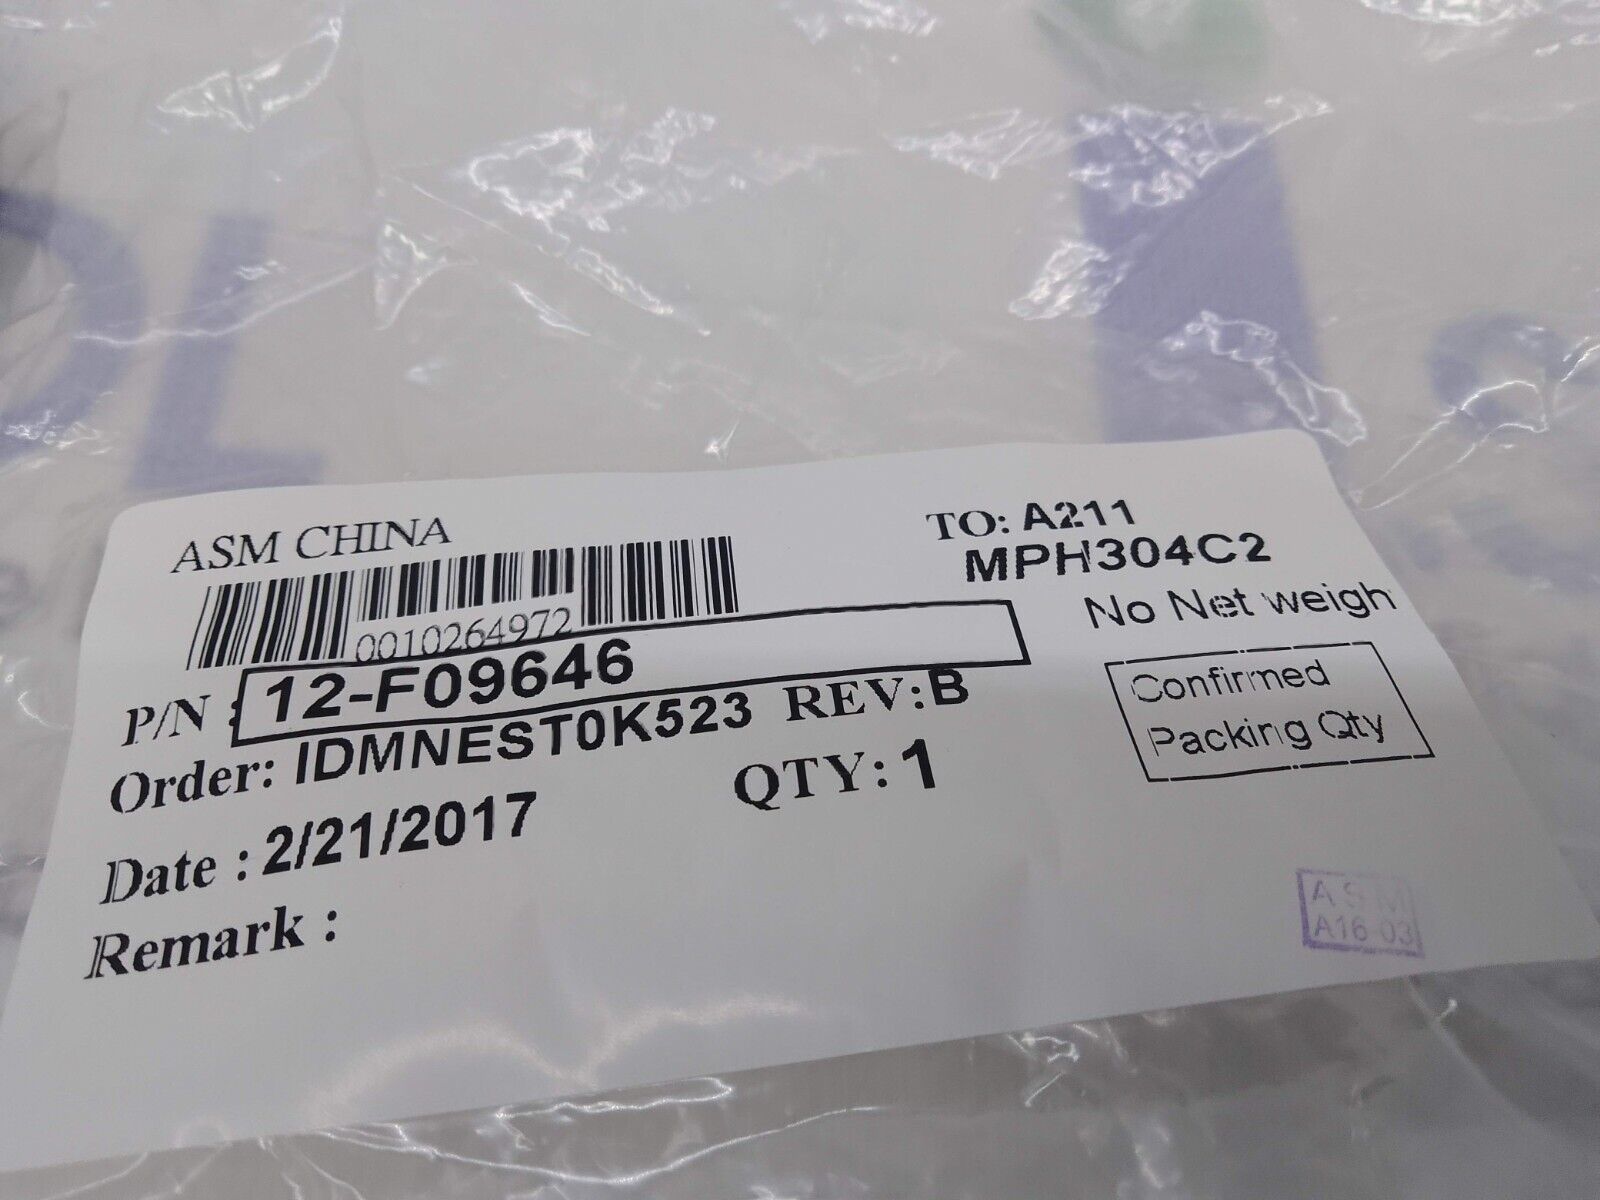 ASM CHINA
0010264972
P/N : 12-F09646
Order: IDMNEST0K523 REV: B
Date : 2/21/2017 QTY: 1
Remark :
TO: A211
MPH304C2
No Net weigh
Confirmed
Packing Qty
ASM
A16-03